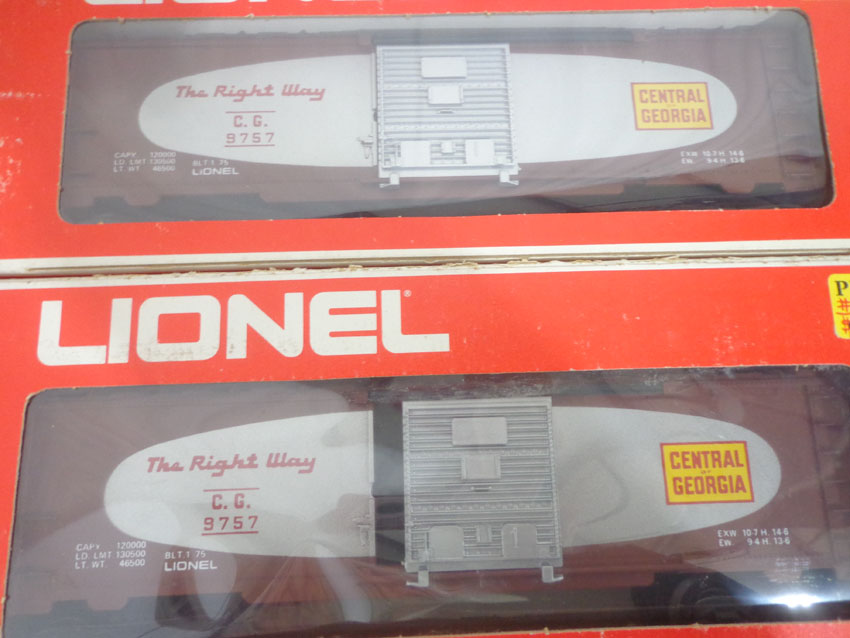 The Right Way
C. G.
9757
CENTRAL
OF
GEORGIA
CAPY 120000
LD. LMT 130500
LT. WT. 46500
BLT. 1 75
LIONEL
EXW 10-7 H. 14-6
EW. 9-4 H. 13-6
LIONEL®
The Right Way
C. G.
9757
CENTRAL
OF
GEORGIA
CAPY 120000
LD. LMT 130500
LT. WT. 46500
BLT. 1 75
LIONEL
EXW 10-7 H. 14-6
EW 9-4 H. 13-6